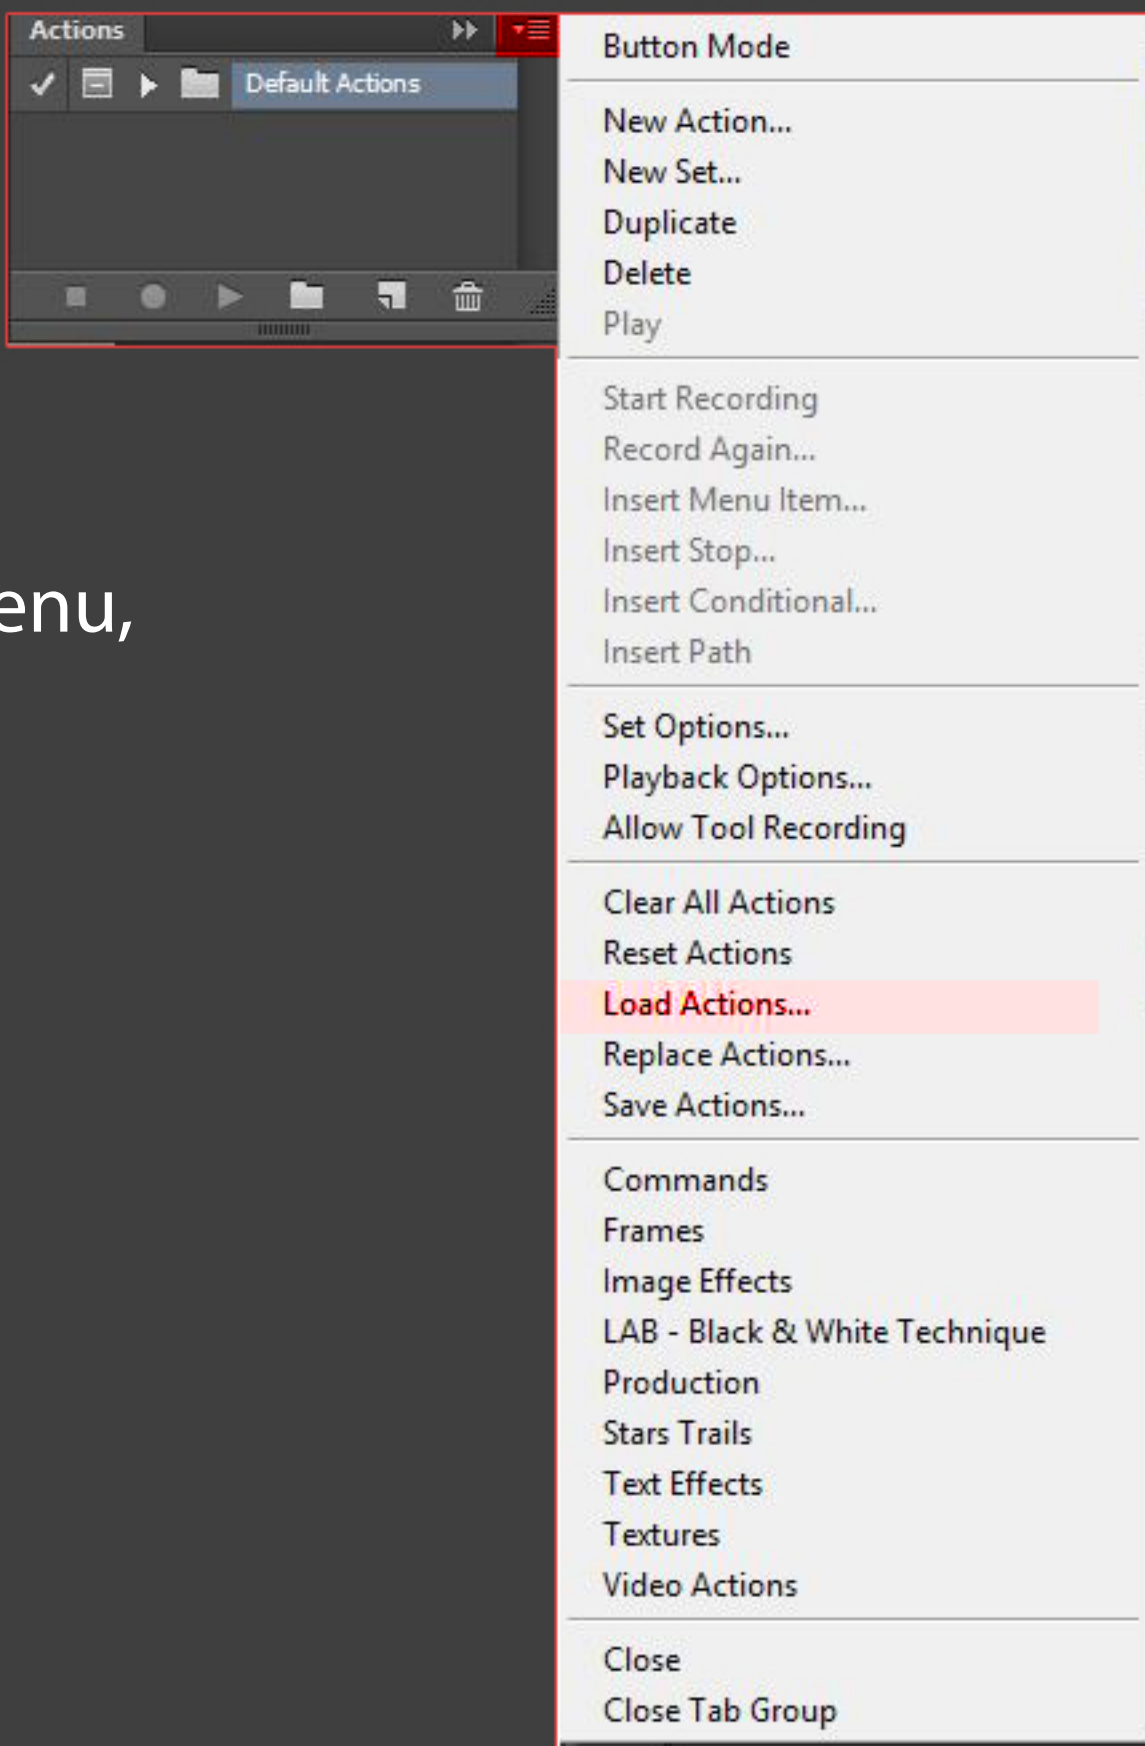 Actions
Default Actions
enu,
Button Mode
New Action...
New Set...
Duplicate
Delete
Play
Start Recording
Record Again...
Insert Menu Item...
Insert Stop...
Insert Conditional...
Insert Path
Set Options...
Playback Options...
Allow Tool Recording
Clear All Actions
Reset Actions
Load Actions...
Replace Actions...
Save Actions...
Commands
Frames
Image Effects
LAB - Black & White Technique
Production
Stars Trails
Text Effects
Textures
Video Actions
Close
Close Tab Group